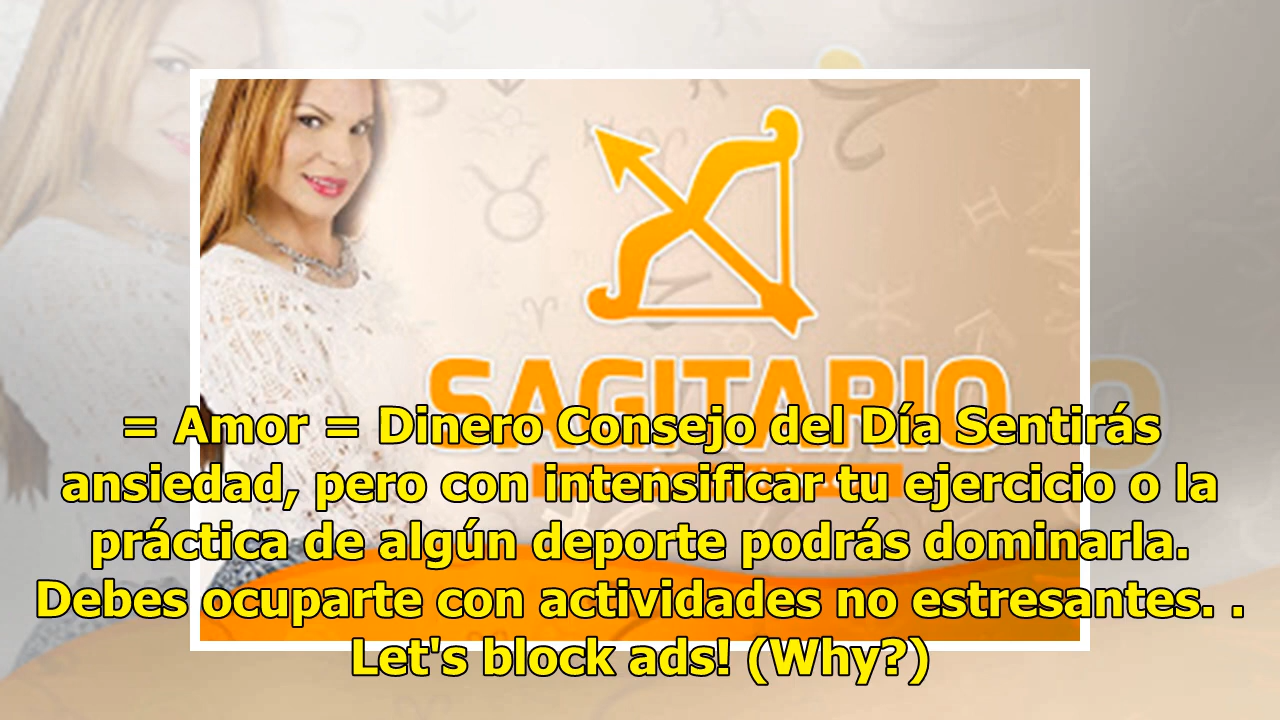 SAGITARIO
= Amor = Dinero Consejo del Día Sentirás
ansiedad, pero con intensificar tu ejercicio o la
práctica de algún deporte podrás dominarla.
Debes ocuparte con actividades no estresantes. .
Let's block ads! (Why?)